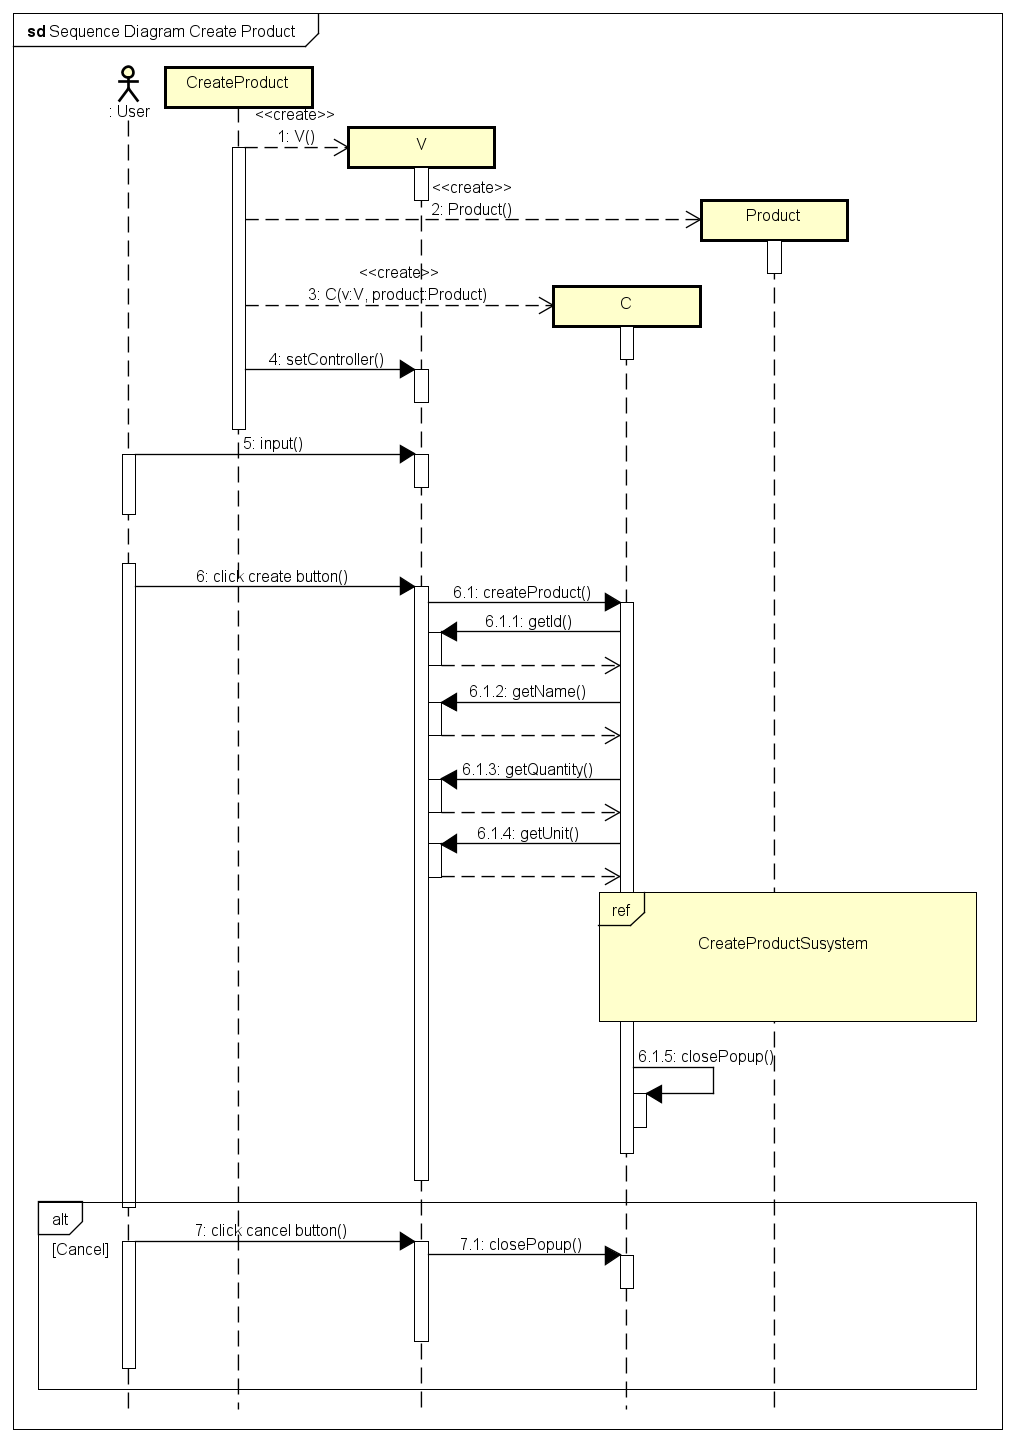 sd Sequence Diagram Create Product
: User
CreateProduct
<<create>>
1: V()
V
<<create>>
2: Product()
Product
<<create>>
3: C(v:V, product:Product)
C
4: setController()
5: input()
6: click create button()
6.1: createProduct()
6.1.1: getId()
6.1.2: getName()
6.1.3: getQuantity()
6.1.4: getUnit()
ref
CreateProductSusystem
6.1.5: closePopup()
alt
7: click cancel button()
[Cancel]
7.1: closePopup()